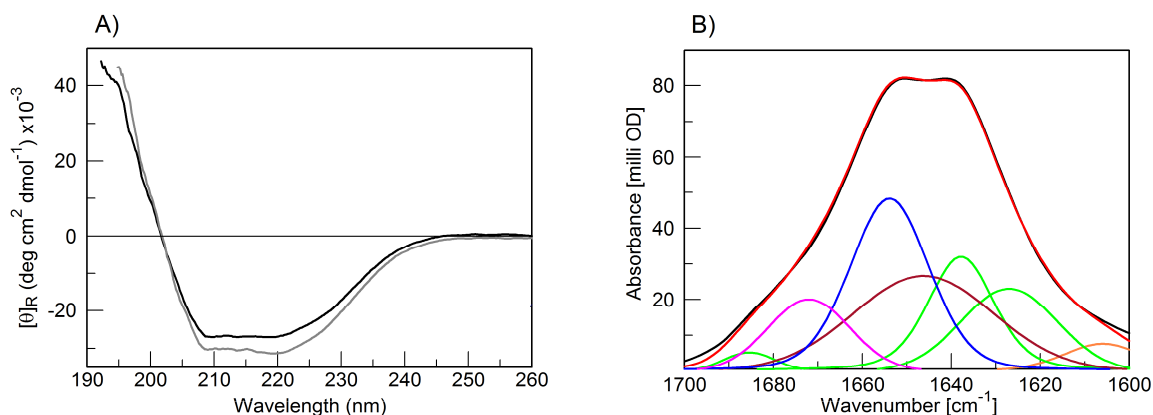 A)
[θ]R (deg cm² dmol⁻¹) x10⁻³
40
20
0
-20
190 200 210 220 230 240 250 260
Wavelength (nm)
B)
Absorbance [milli OD]
80
60
40
20
1700 1680 1660 1640 1620 1600
Wavenumber [cm⁻¹]